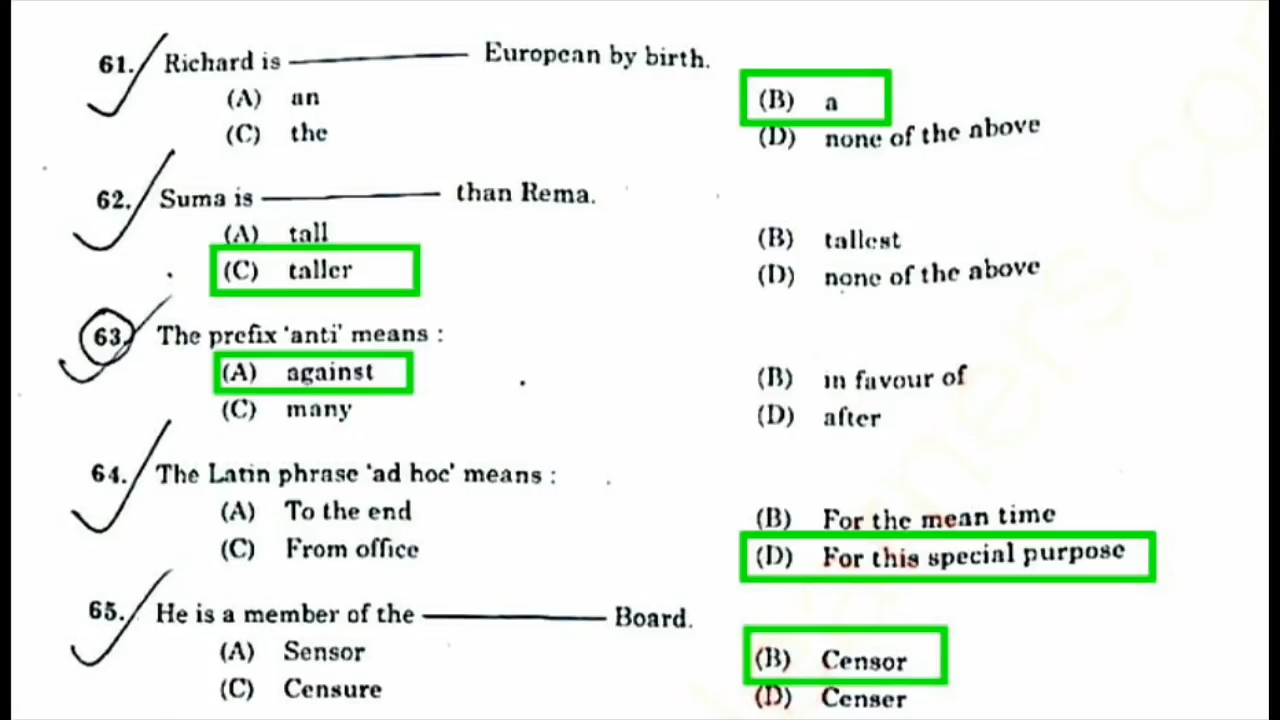 61. Richard is ____________ European by birth.
(A) an
(B) a
(C) the
(D) none of the above
62. Suma is ____________ than Rema.
(A) tall
(B) tallest
(C) taller
(D) none of the above
63. The prefix 'anti' means :
(A) against
(B) in favour of
(C) many
(D) after
64. The Latin phrase 'ad hoc' means :
(A) To the end
(B) For the mean time
(C) From office
(D) For this special purpose
65. He is a member of the ____________ Board.
(A) Sensor
(B) Censor
(C) Censure
(D) Censer